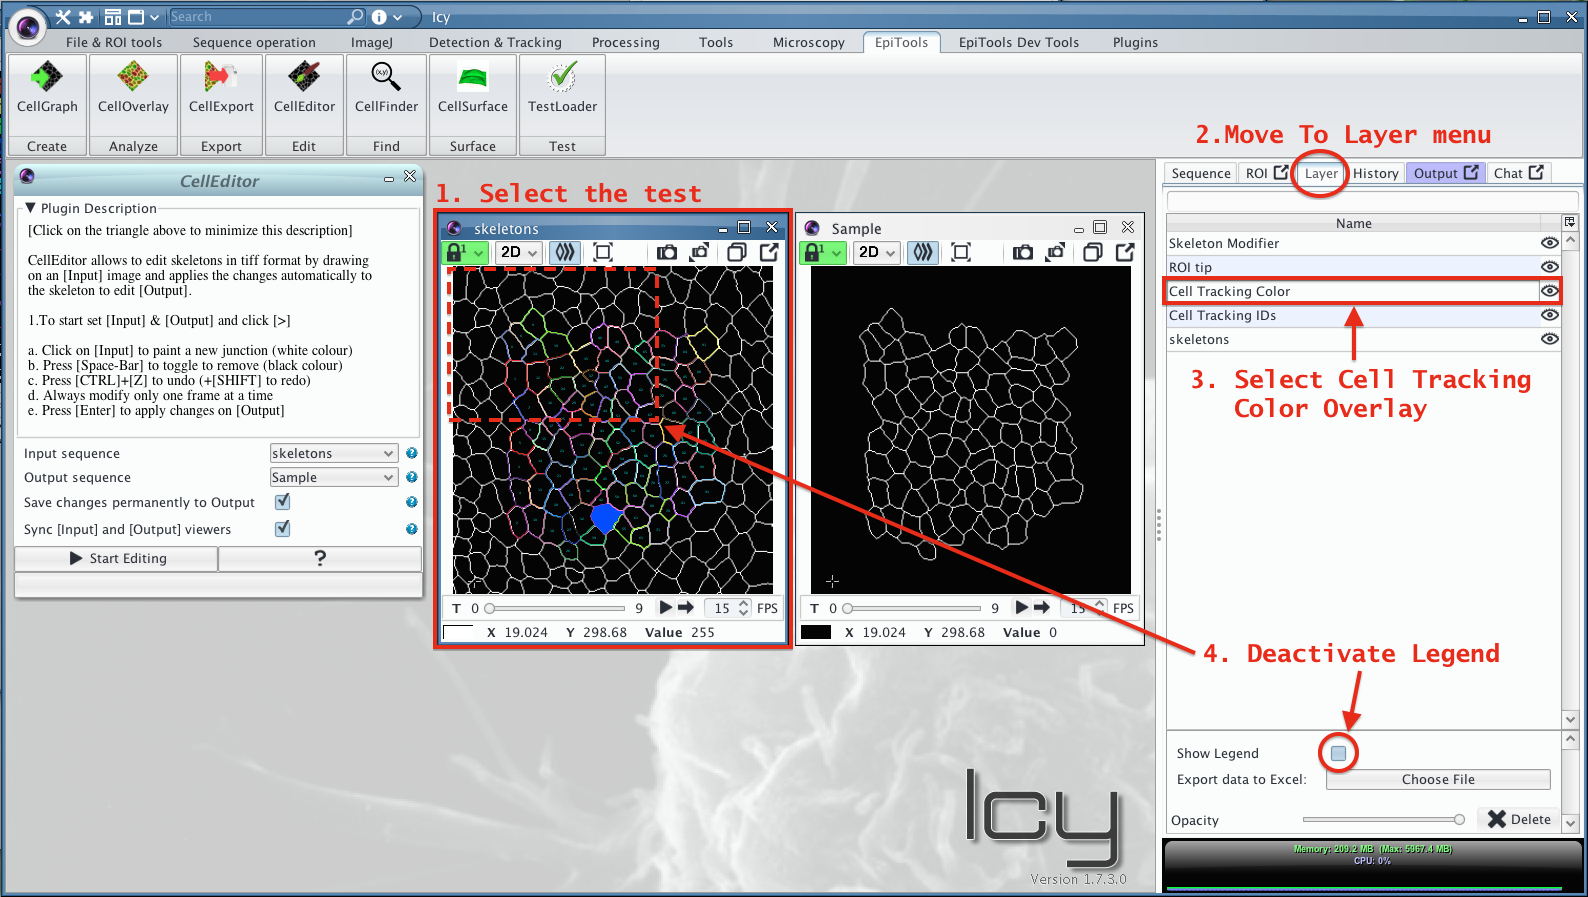 Search
Icy
File & ROI tools
Sequence operation
ImageJ
Detection & Tracking
Processing
Tools
Microscopy
EpiTools
EpiTools Dev Tools
Plugins
CellGraph
CellOverlay
CellExport
CellEditor
CellFinder
CellSurface
TestLoader
Create
Analyze
Export
Edit
Find
Surface
Test
2.Move To Layer menu
CellEditor
Plugin Description
[Click on the triangle above to minimize this description]
CellEditor allows to edit skeletons in tiff format by drawing
on an [Input] image and applies the changes automatically to
the skeleton to edit [Output].
1.To start set [Input] & [Output] and click [>]
a. Click on [Input] to paint a new junction (white colour)
b. Press [Space-Bar] to toggle to remove (black colour)
c. Press [CTRL]+[Z] to undo (+[SHIFT] to redo)
d. Always modify only one frame at a time
e. Press [Enter] to apply changes on [Output]
Input sequence
skeletons
Output sequence
Sample
Save changes permanently to Output
Sync [Input] and [Output] viewers
Start Editing
?
1. Select the test
skeletons
1
2D
T 0 9 15 FPS
X 19.024 Y 298.68 Value 255
Sample
1
2D
T 0 9 15 FPS
X 19.024 Y 298.68 Value 0
Sequence
ROI
Layer
History
Output
Chat
Name
Skeleton Modifier
ROI tip
Cell Tracking Color
Cell Tracking IDs
skeletons
3. Select Cell Tracking
Color Overlay
4. Deactivate Legend
Show Legend
Export data to Excel:
Choose File
Opacity
Delete
Memory: 209.2 MB (Max: 5967.4 MB)
CPU: 0%
Icy
Version 1.7.3.0